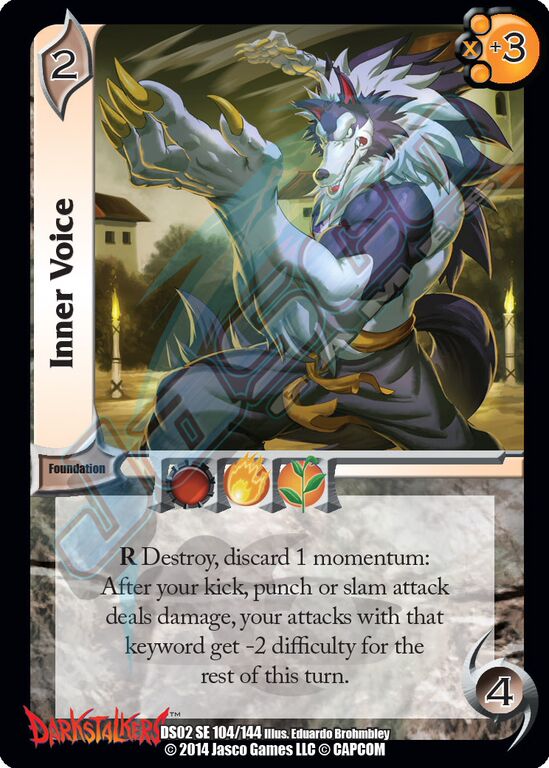 2
+3
Inner Voice
Foundation
R Destroy, discard 1 momentum:
After your kick, punch or slam attack
deals damage, your attacks with that
keyword get -2 difficulty for the
rest of this turn.
4
DARKSTALKERS™
DS02 SE 104/144 Illus. Eduardo Brohmbley
© 2014 Jasco Games LLC © CAPCOM